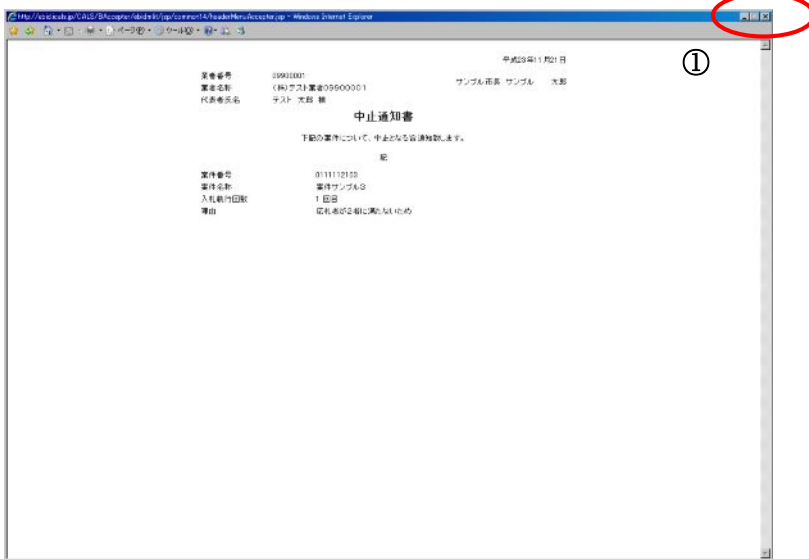 平成23年11月21日
①
業者番号 09900001
業者名称 (株)テスト業者09900001
サンプル市長 サンプル 太郎
代表者氏名 テスト 太郎 様
中止通知書
下記の案件について、中止となる旨通知致します。
記
案件番号 0111112103
案件名称 案件サンプル3
入札執行回数 1 回目
理由 応札者が2者に満たないため